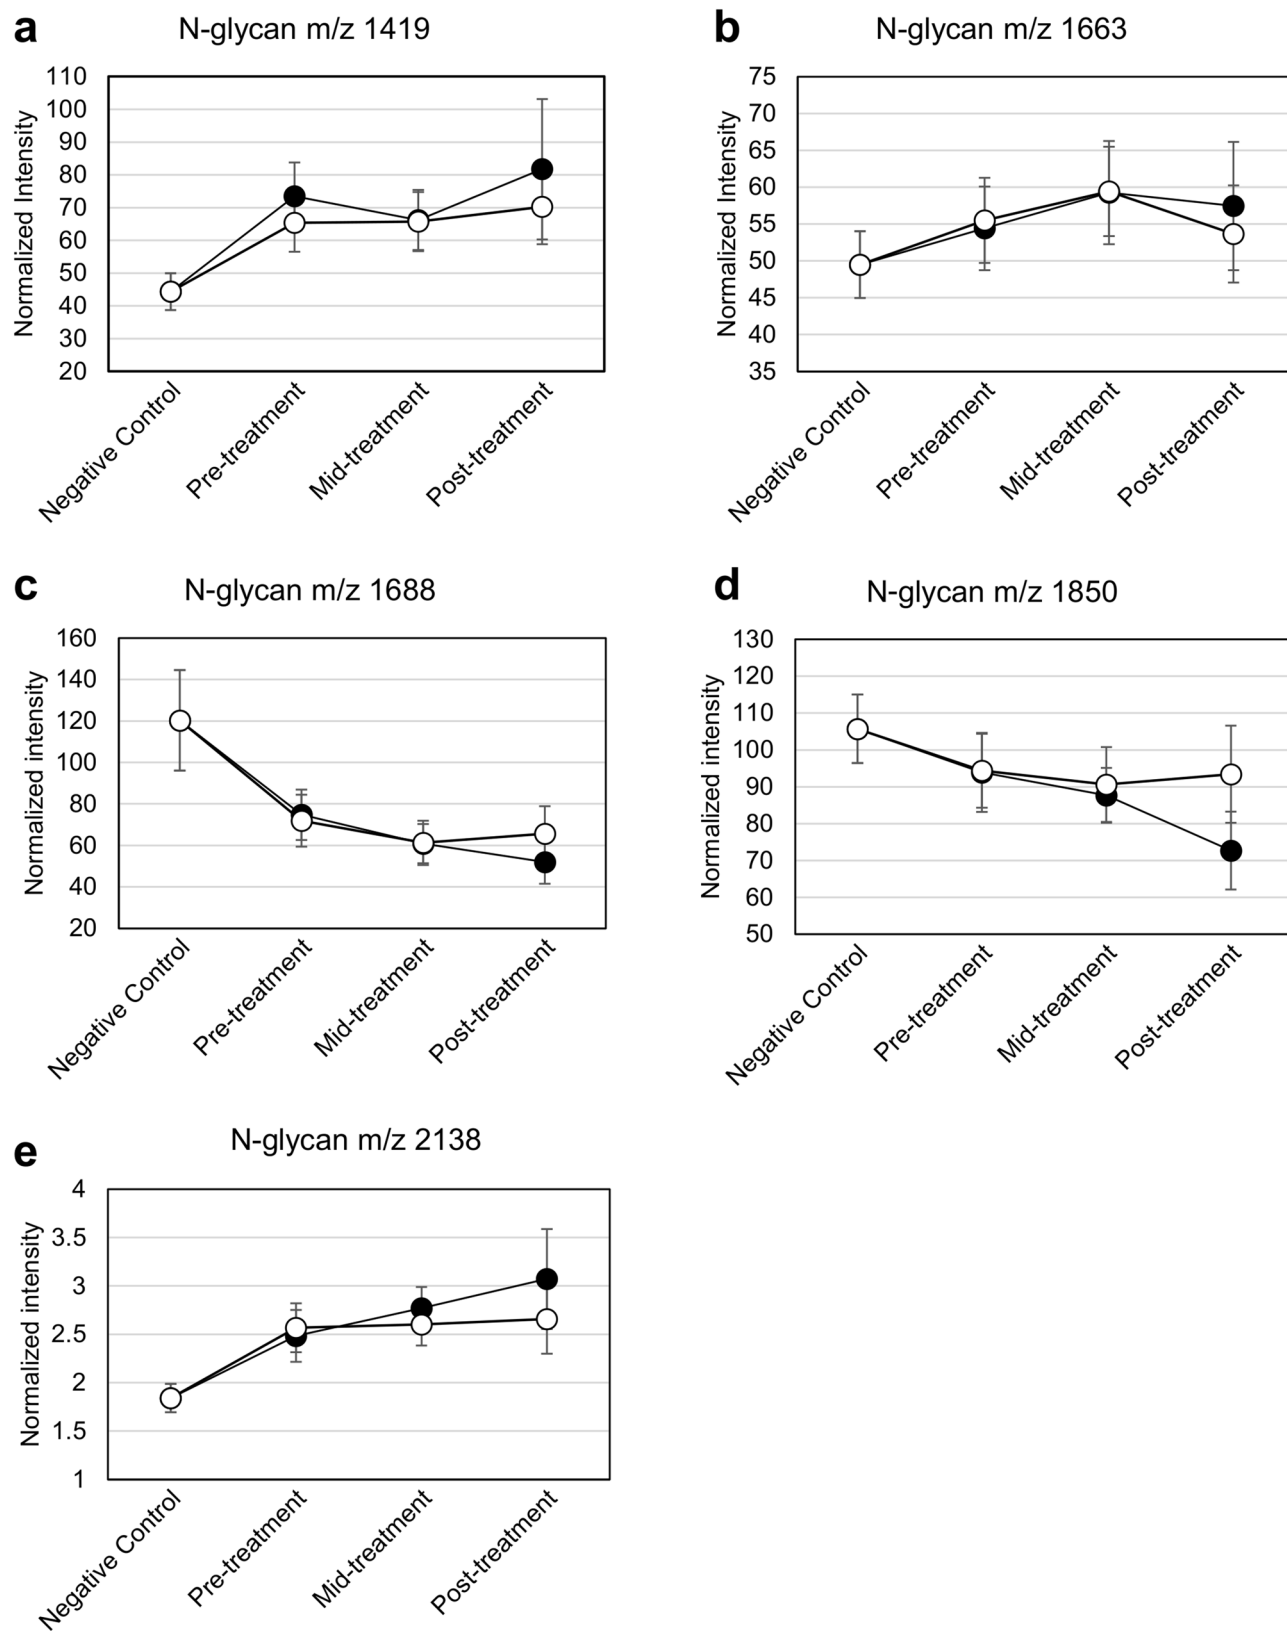 a N-glycan m/z 1419
Normalized Intensity
110
100
90
80
70
60
50
40
30
20
Negative Control
Pre-treatment
Mid-treatment
Post-treatment
b N-glycan m/z 1663
Normalized Intensity
75
70
65
60
55
50
45
40
35
Negative Control
Pre-treatment
Mid-treatment
Post-treatment
c N-glycan m/z 1688
Normalized intensity
160
140
120
100
80
60
40
20
Negative Control
Pre-treatment
Mid-treatment
Post-treatment
d N-glycan m/z 1850
Normalized intensity
130
120
110
100
90
80
70
60
50
Negative Control
Pre-treatment
Mid-treatment
Post-treatment
e N-glycan m/z 2138
Normalized intensity
4
3.5
3
2.5
2
1.5
1
Negative Control
Pre-treatment
Mid-treatment
Post-treatment